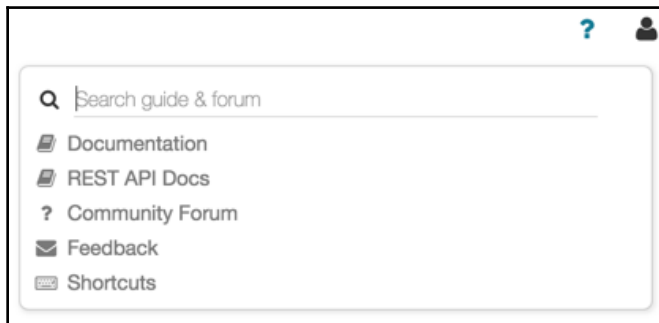 ?
Search guide & forum
Documentation
REST API Docs
? Community Forum
Feedback
Shortcuts